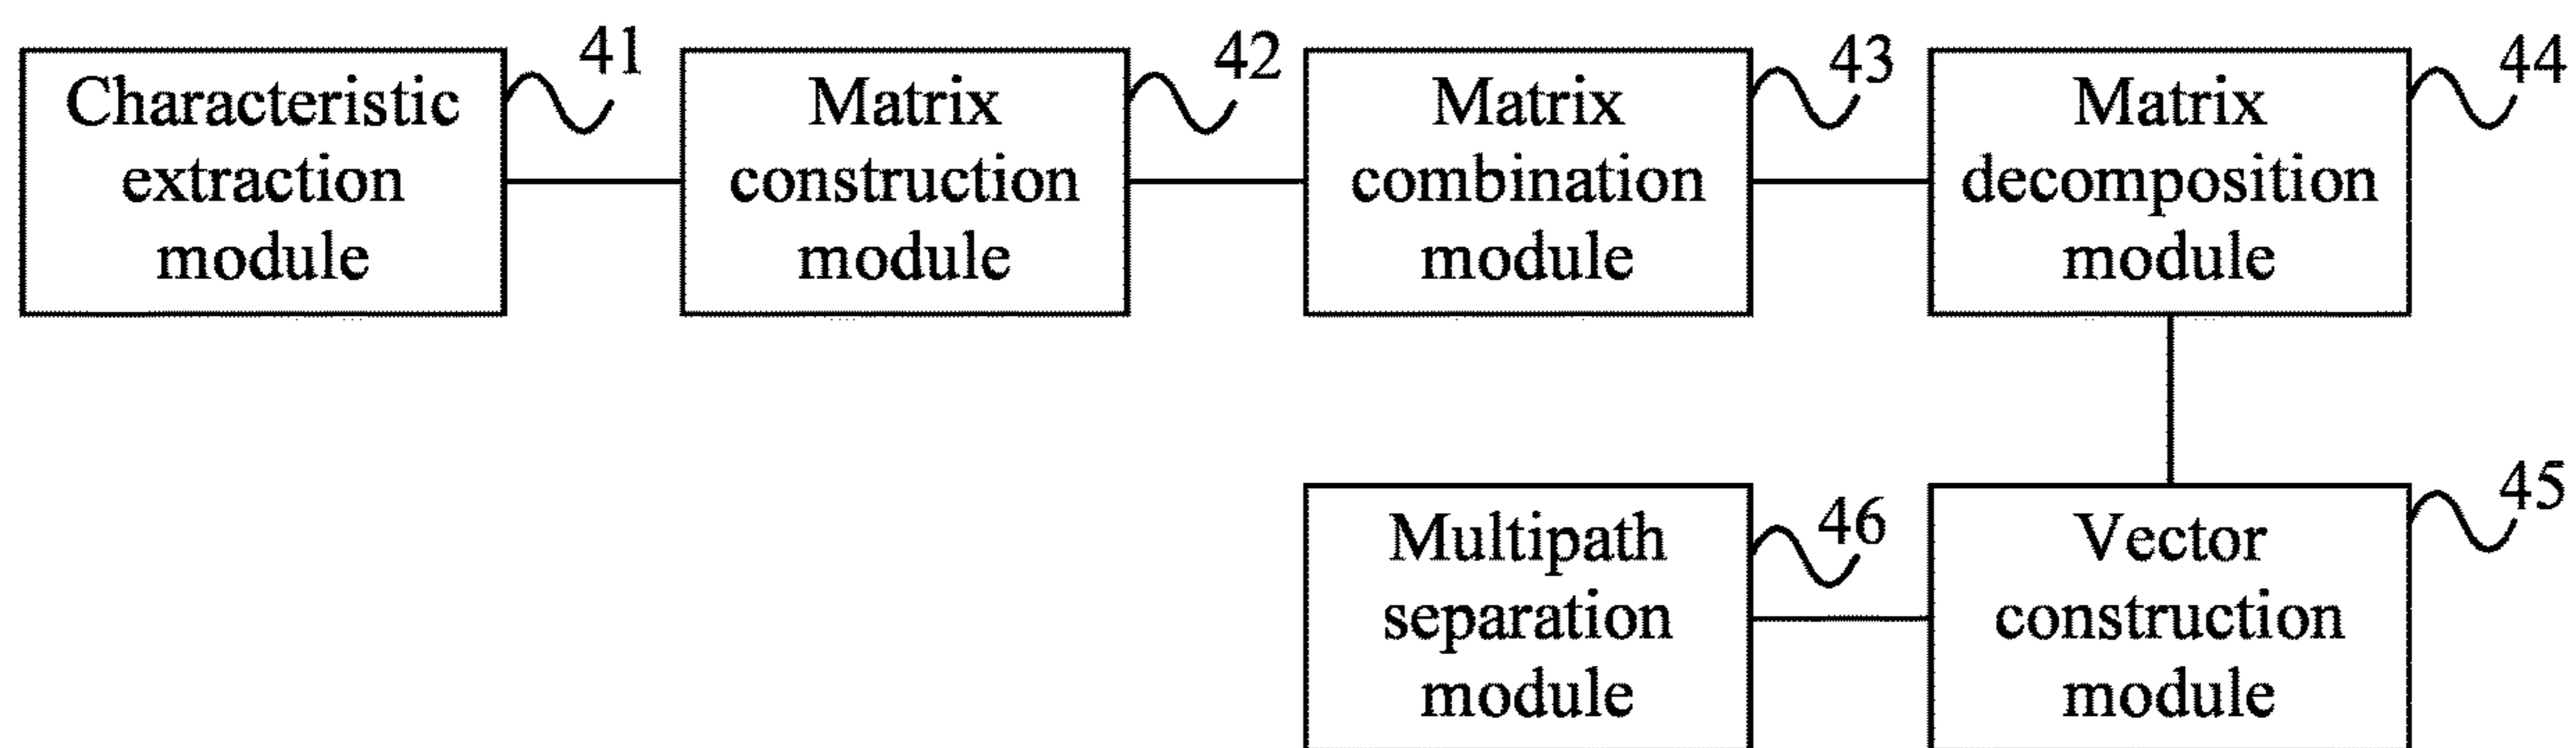 Characteristic
extraction
module
41
Matrix
construction
module
42
Matrix
combination
module
43
Matrix
decomposition
module
44
Multipath
separation
module
46
Vector
construction
module
45